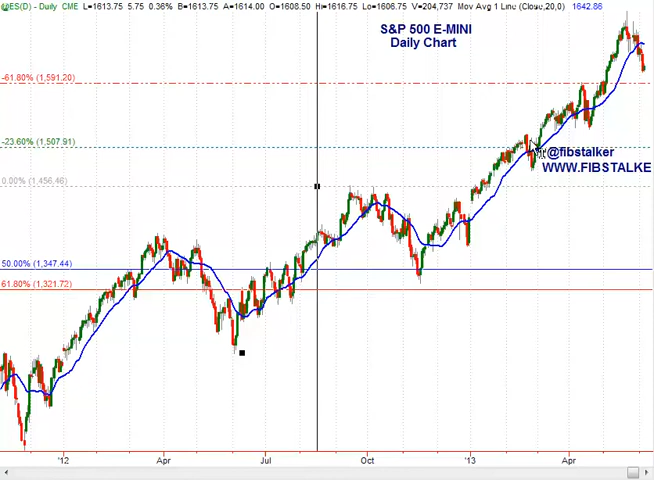 @ES(D) - Daily CME L=1613.75 5.75 0.36% B=1613.75 A=1614.00 O=1608.50 Hi=1616.75 Lo=1606.75 V=204,737 Mov Avg 1 Line (Close,20,0) 1642.86
S&P 500 E-MINI
Daily Chart
-61.80% (1,591.20)
-23.60% (1,507.91)
@fibstalker
WWW.FIBSTALKE
0.00% (1,456.46)
50.00% (1,347.44)
61.80% (1,321.72)
'12 Apr Jul Oct '13 Apr